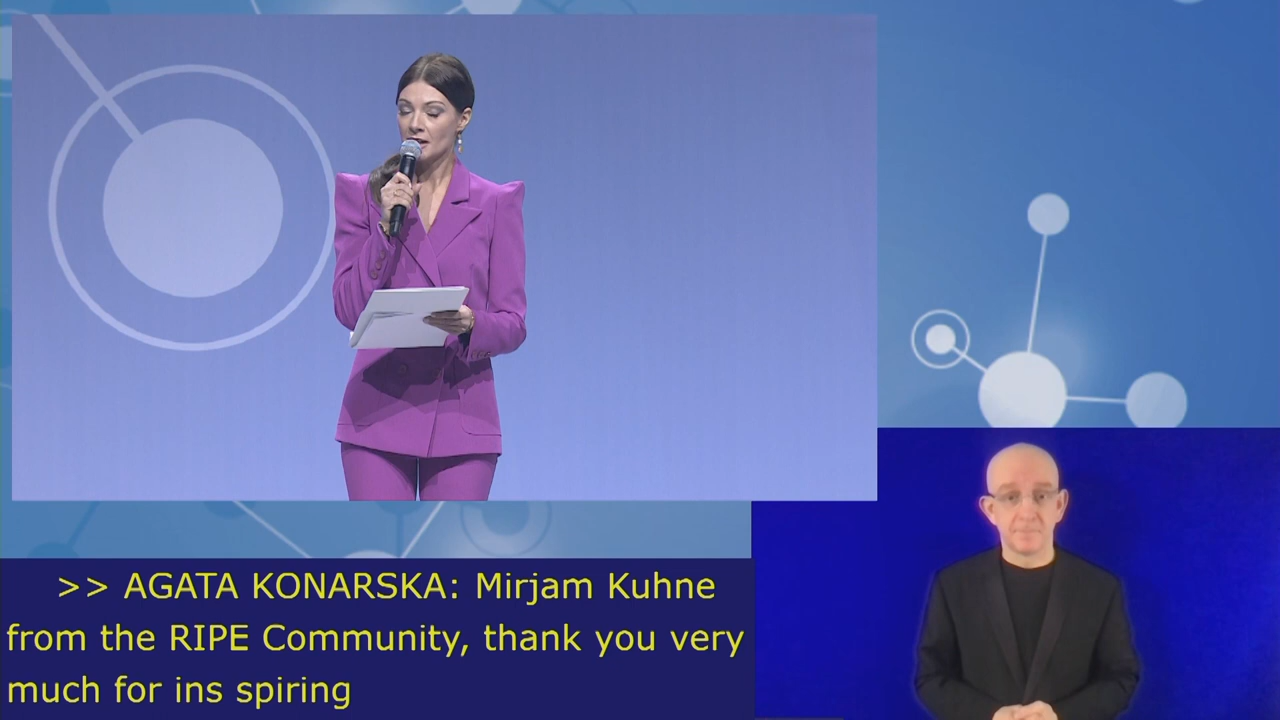 >> AGATA KONARSKA: Mirjam Kuhne
from the RIPE Community, thank you very
much for ins spiring